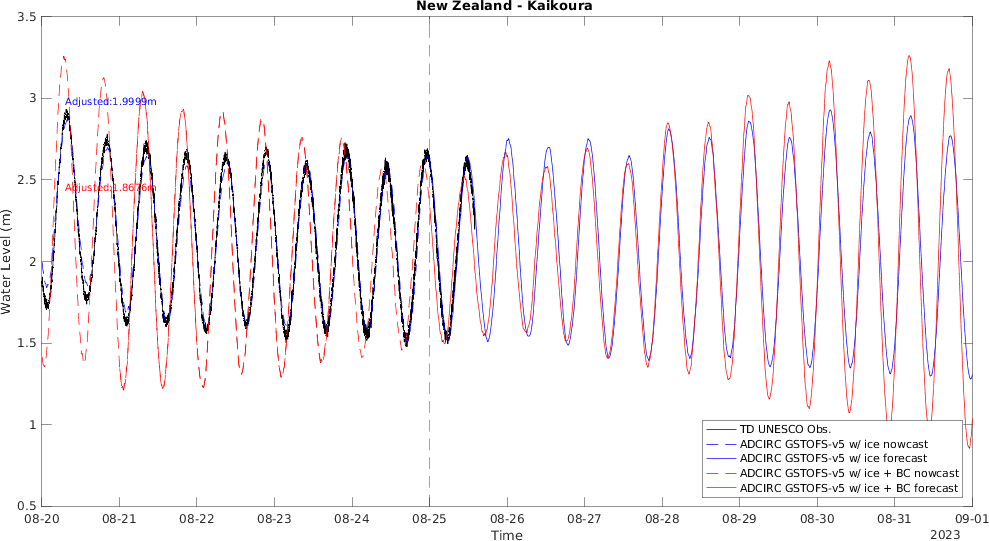 New Zealand - Kaikoura
3.5
3
2.5
2
1.5
1
0.5
Water Level (m)
Adjusted:1.9999m
Adjusted:1.8676m
TD UNESCO Obs.
ADCIRC GSTOFS-v5 w/ ice nowcast
ADCIRC GSTOFS-v5 w/ ice forecast
ADCIRC GSTOFS-v5 w/ ice + BC nowcast
ADCIRC GSTOFS-v5 w/ ice + BC forecast
08-20 08-21 08-22 08-23 08-24 08-25 08-26 08-27 08-28 08-29 08-30 08-31 09-01
Time
2023